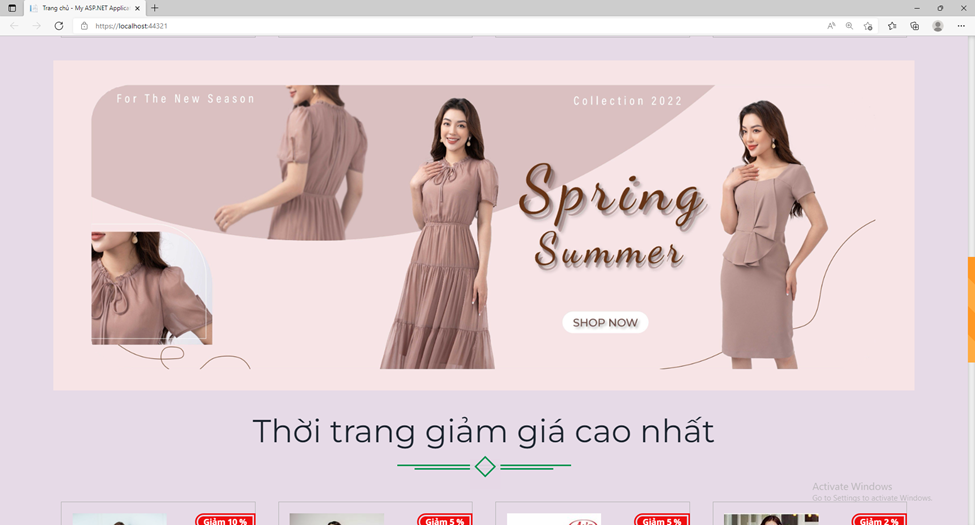 Trang chủ - My ASP.NET Applica
https://localhost:44321
For The New Season
Collection 2022
Spring
Summer
SHOP NOW
Thời trang giảm giá cao nhất
Activate Windows
Go to Settings to activate Windows.
Giảm 10 %
Giảm 5 %
Giảm 5 %
Giảm 2 %